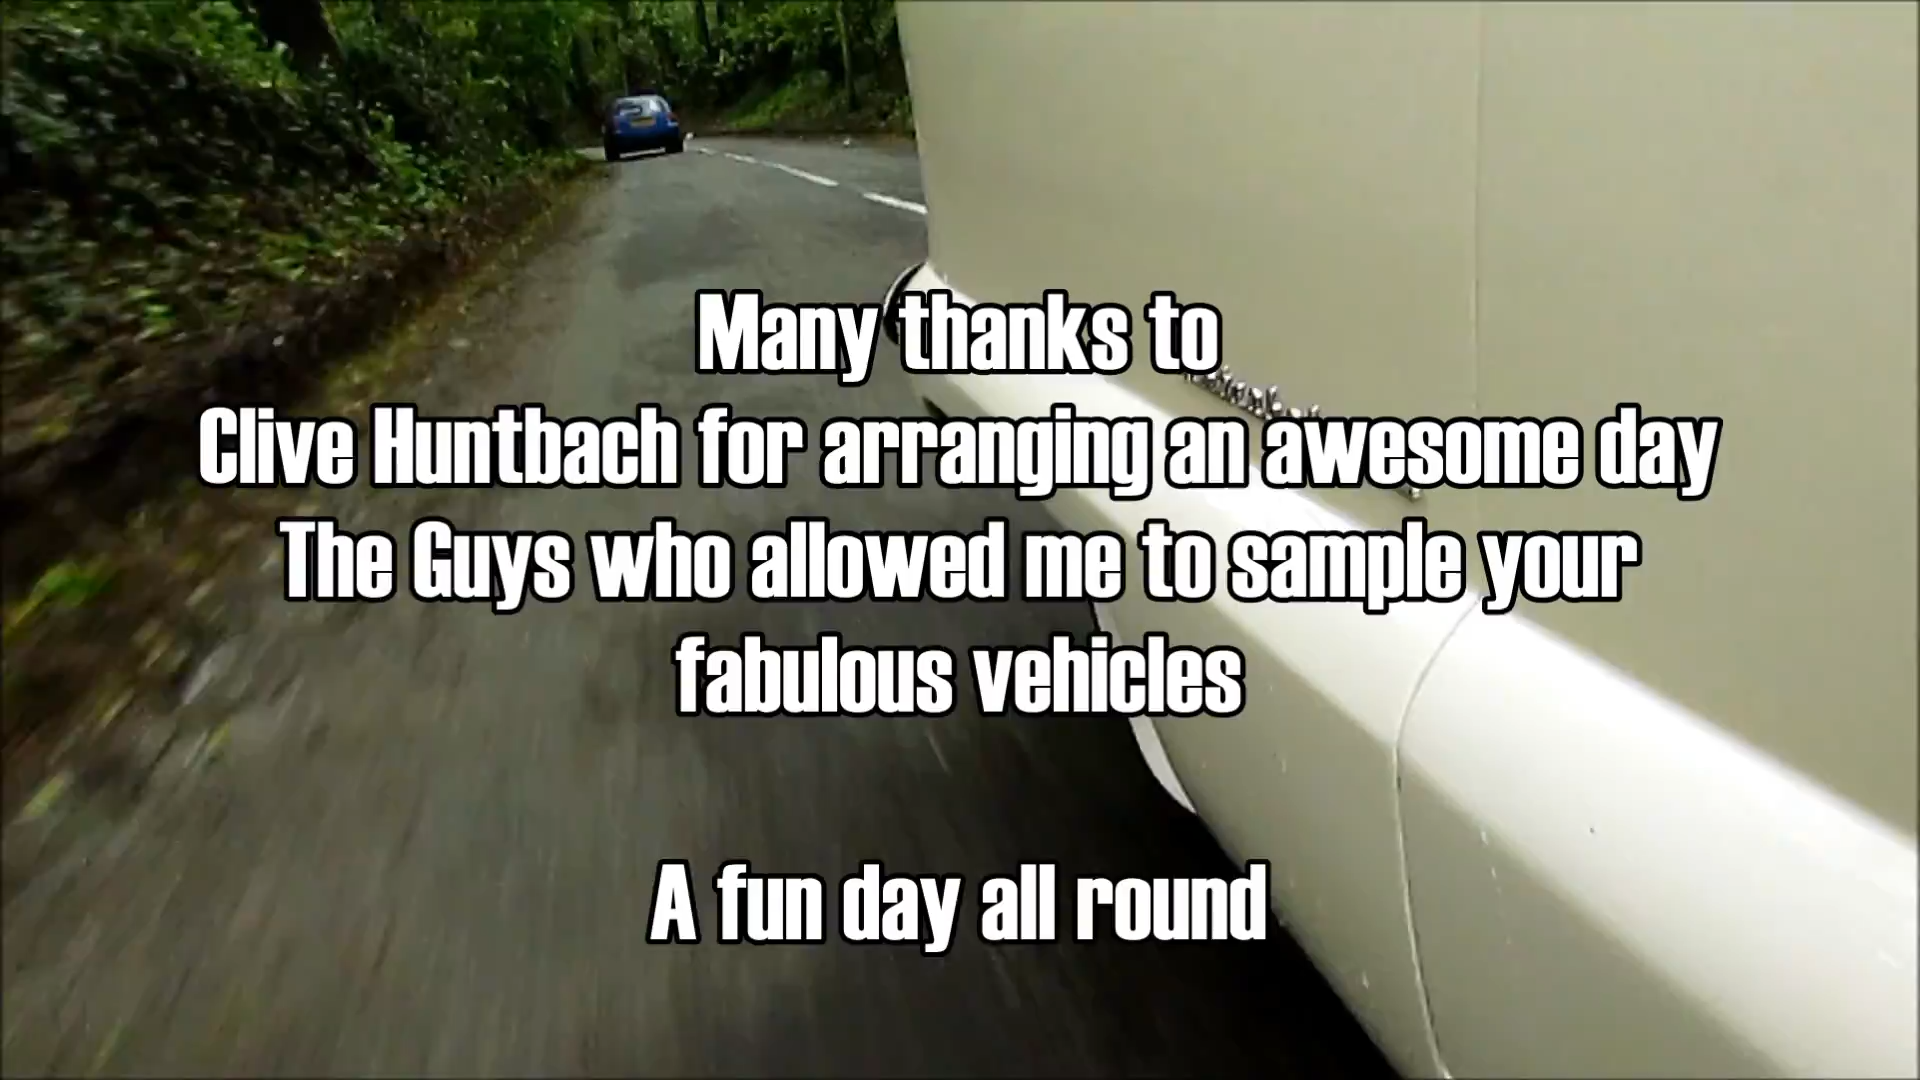 Many thanks to
Clive Huntbach for arranging an awesome day
The Guys who allowed me to sample your
fabulous vehicles
A fun day all round